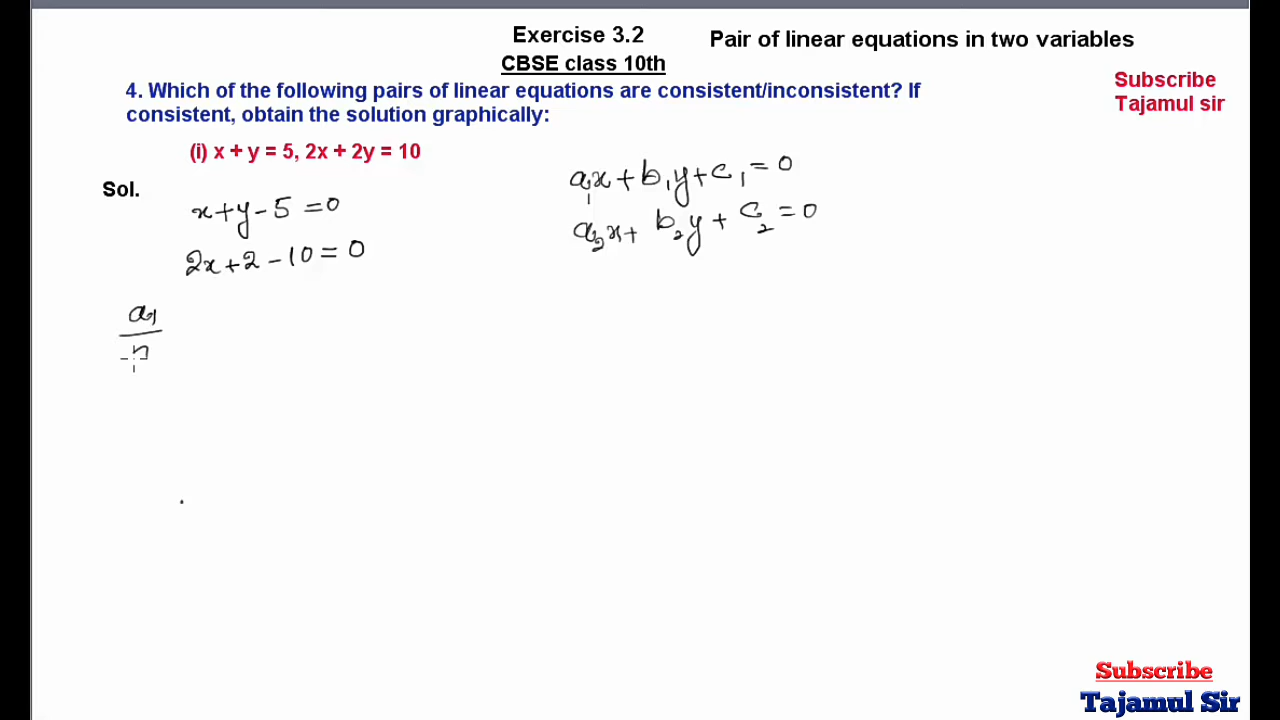 Exercise 3.2
Pair of linear equations in two variables
CBSE class 10th
Subscribe
Tajamul sir
4. Which of the following pairs of linear equations are consistent/inconsistent? If
consistent, obtain the solution graphically:
(i) x + y = 5, 2x + 2y = 10
Sol.
x+y-5 =0
2x+2-10=0
a₁x+b₁y+c₁=0
a₂x+b₂y+c₂=0
a₁
Subscribe
Tajamul Sir